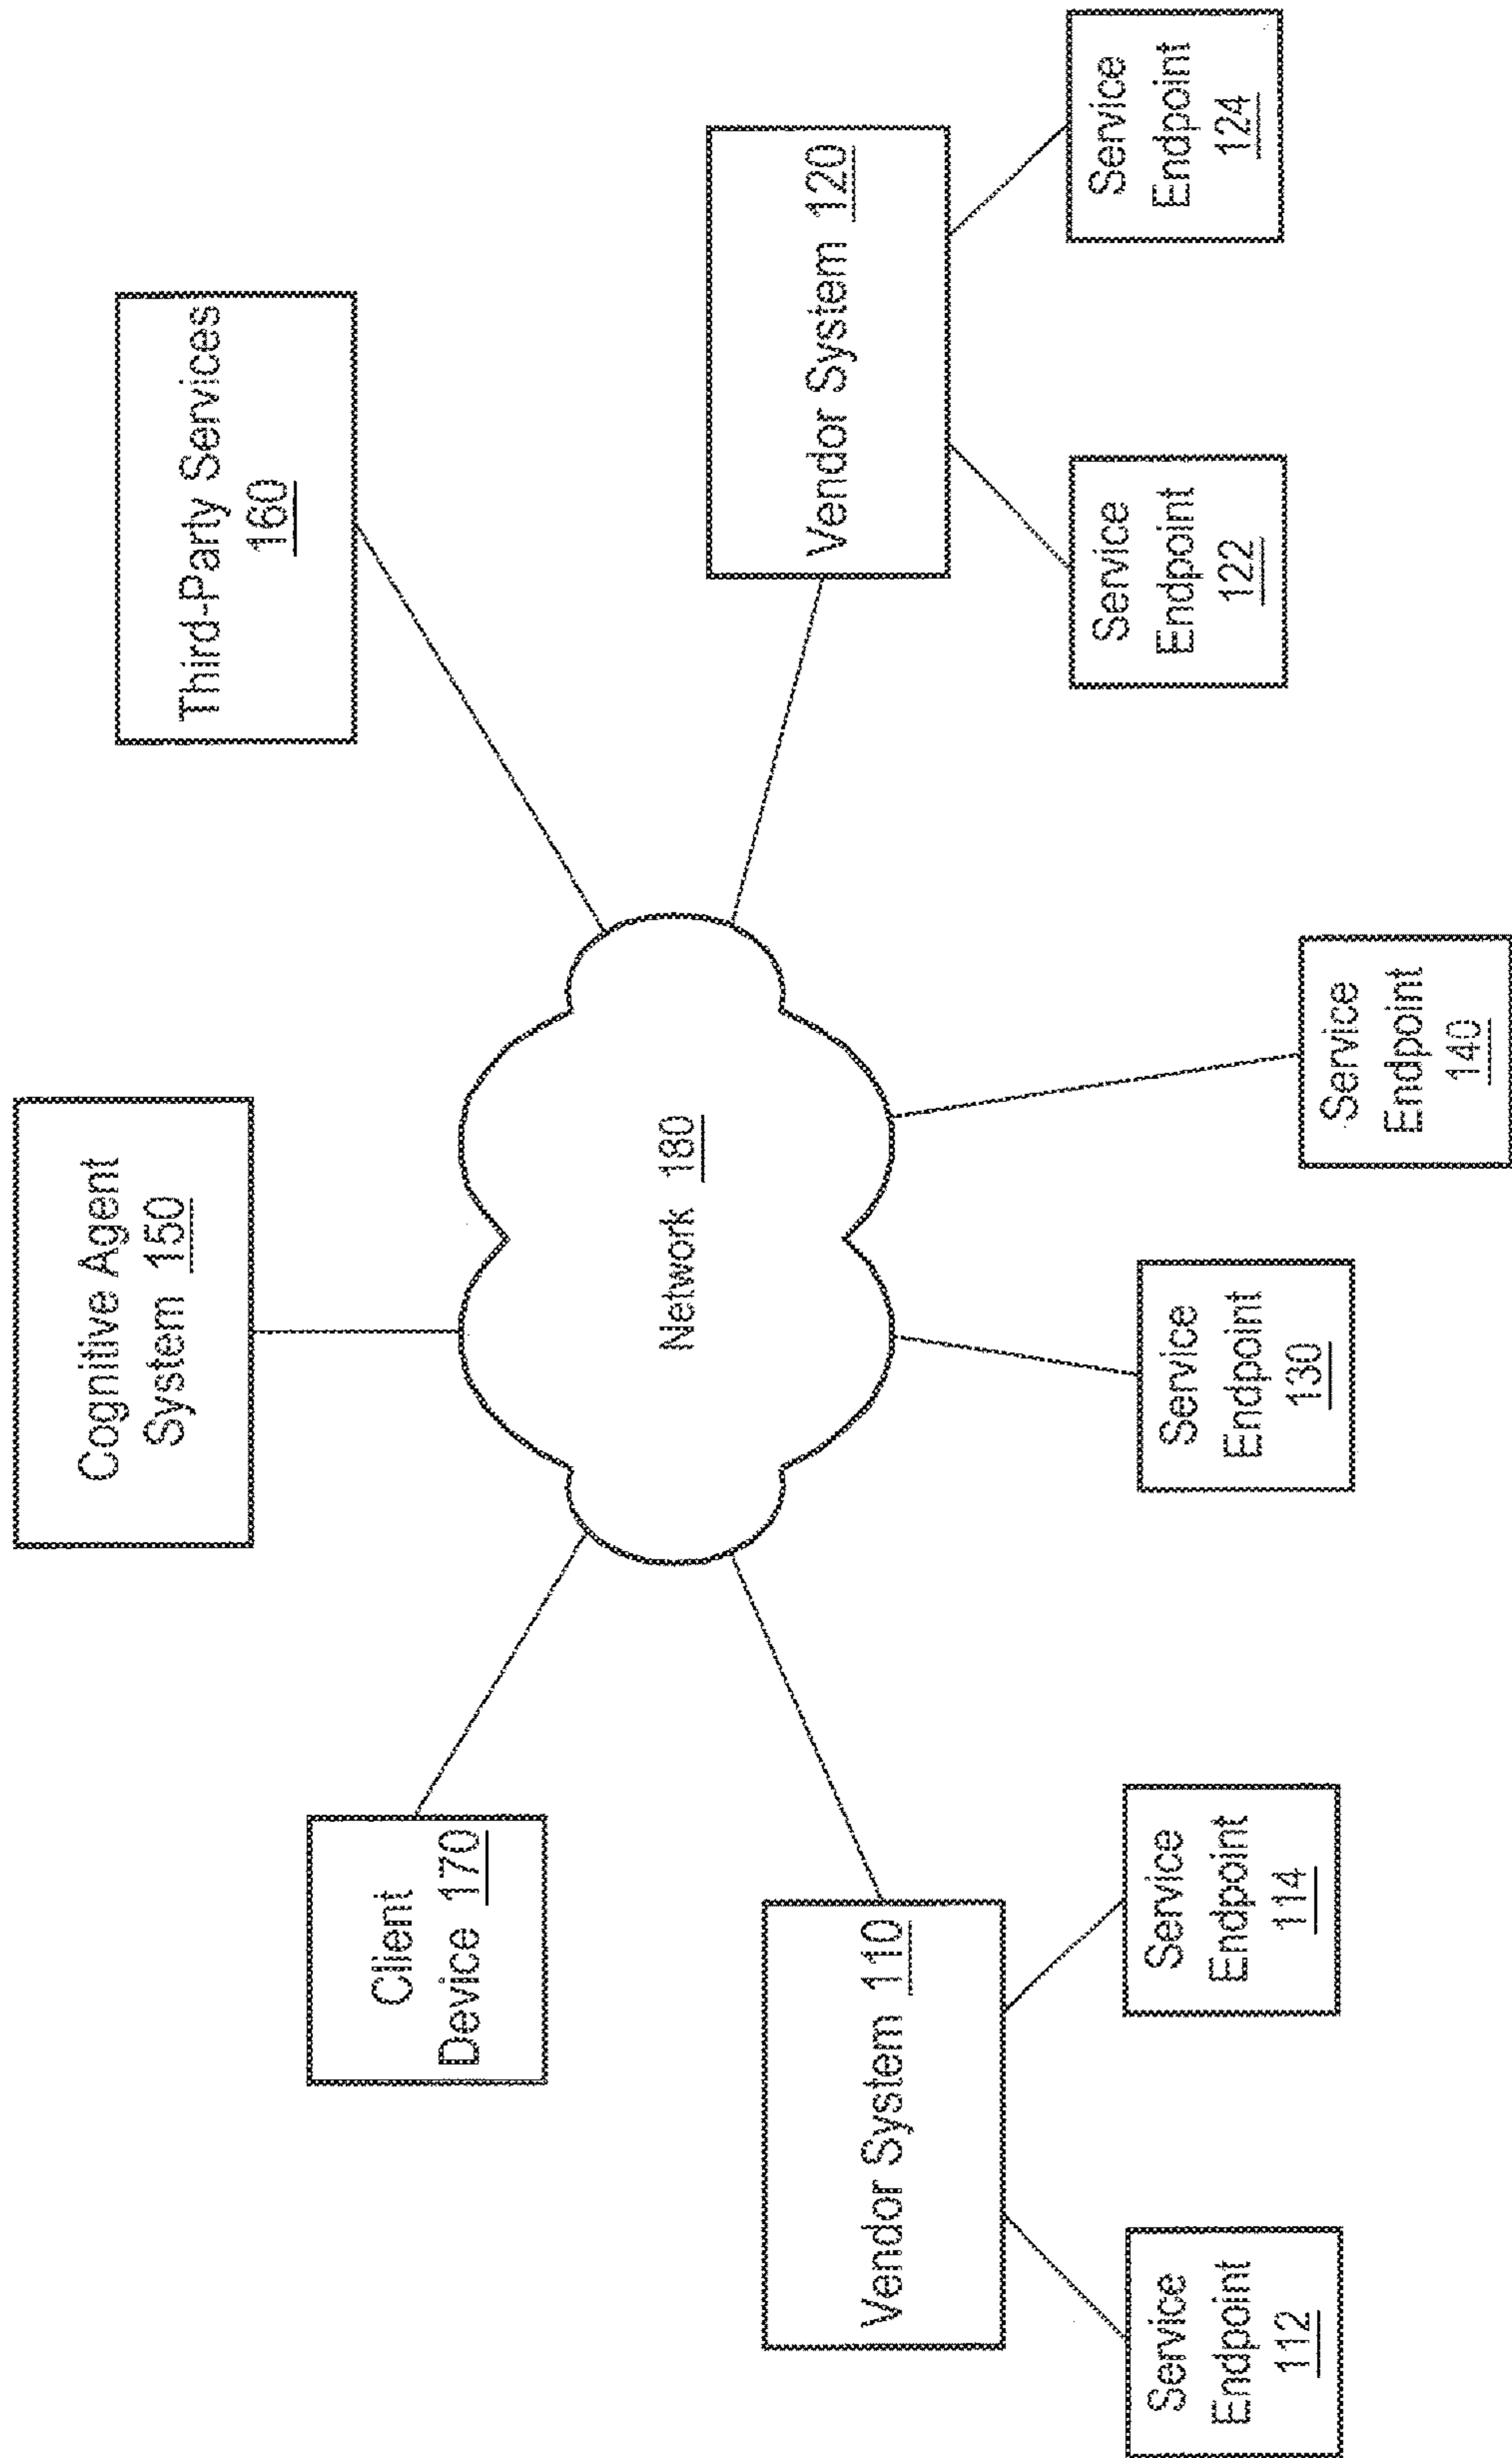 Cognitive Agent
System 150
Third-Party Services
160
Client
Device 170
Network 180
Vendor System 110
Vendor System 120
Service
Endpoint
112
Service
Endpoint
114
Service
Endpoint
130
Service
Endpoint
140
Service
Endpoint
122
Service
Endpoint
124